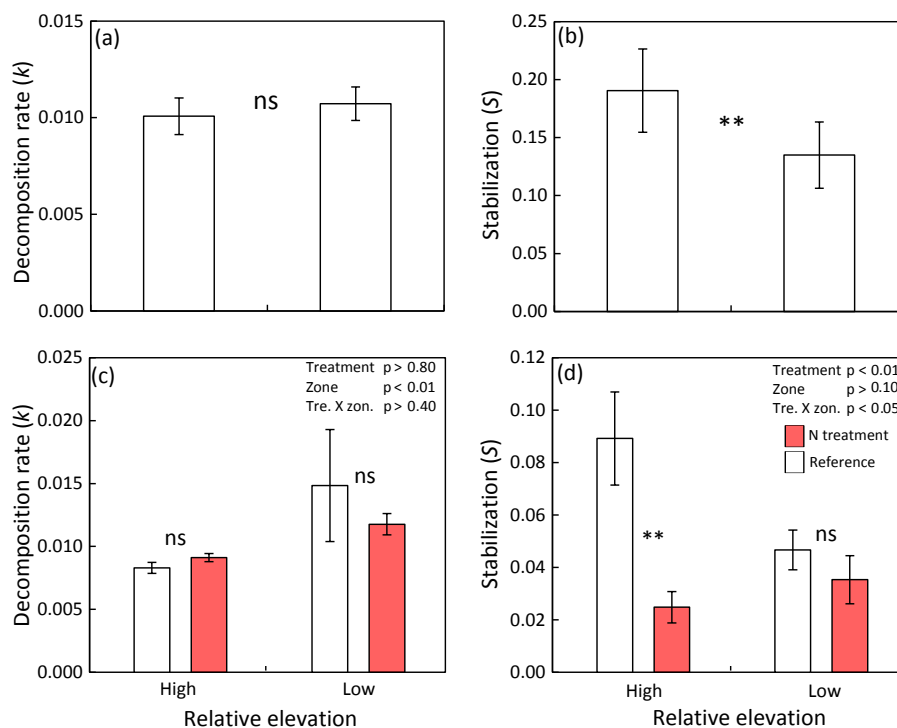 (a)
Decomposition rate (k)
0.015
0.010
0.005
0.000
ns
(b)
Stabilization (S)
0.25
0.20
0.15
0.10
0.05
0.00
**
(c)
Decomposition rate (k)
0.025
0.020
0.015
0.010
0.005
0.000
Treatment p > 0.80
Zone p < 0.01
Tre. X zon. p > 0.40
ns
ns
High Low
Relative elevation
(d)
Stabilization (S)
0.12
0.10
0.08
0.06
0.04
0.02
0.00
Treatment p < 0.01
Zone p > 0.10
Tre. X zon. p < 0.05
N treatment
Reference
**
ns
High Low
Relative elevation